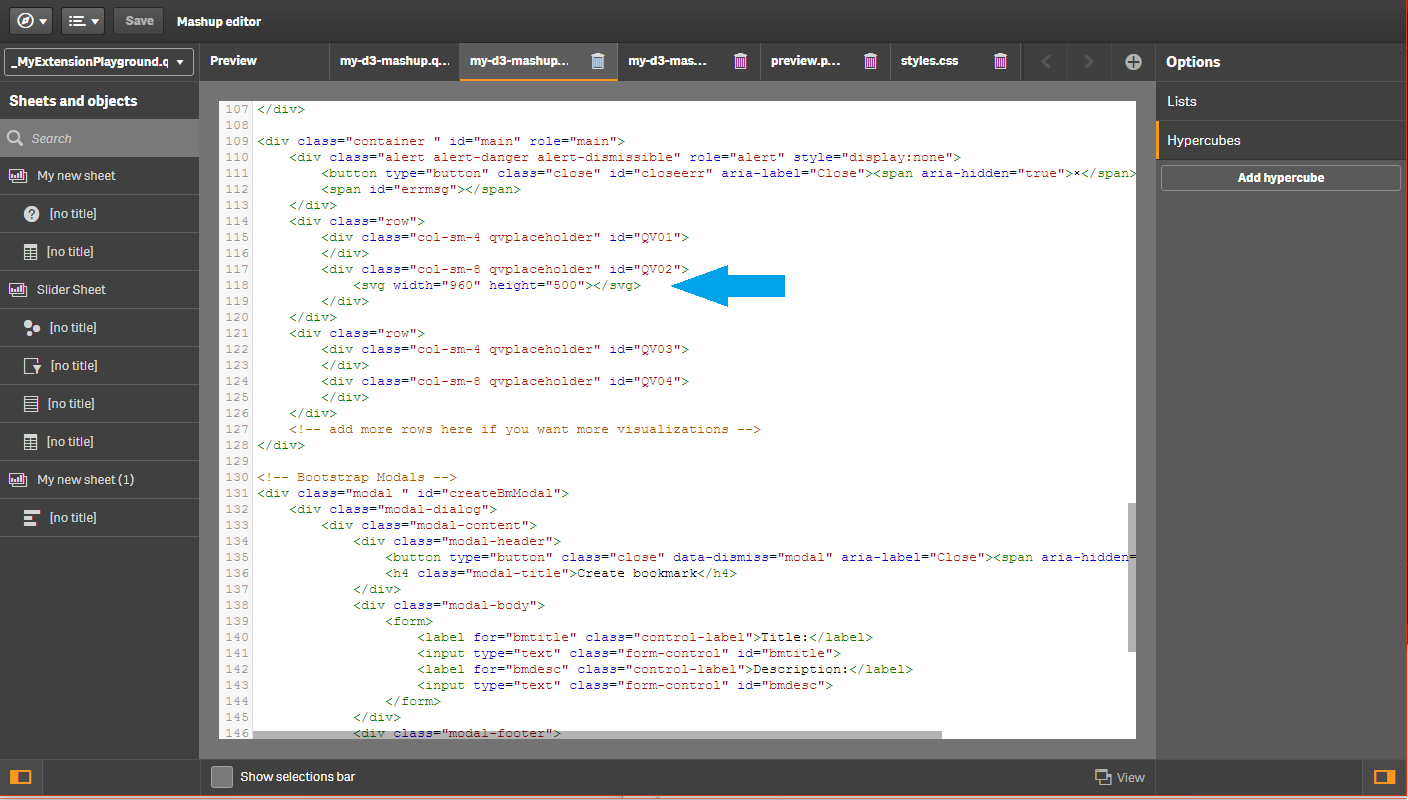 Save Mashup editor
_MyExtensionPlayground.q
Preview my-d3-mashup.q... my-d3-mashup... my-d3-mas... preview.p... styles.css
Options
Sheets and objects
Search
My new sheet
[no title]
[no title]
Slider Sheet
[no title]
[no title]
[no title]
[no title]
My new sheet (1)
[no title]
107 </div>
108
109 <div class="container " id="main" role="main">
110     <div class="alert alert-danger alert-dismissible" role="alert" style="display:none">
111         <button type="button" class="close" id="closeerr" aria-label="Close"><span aria-hidden="true">×</span>
112         <span id="errmsg"></span>
113     </div>
114     <div class="row">
115         <div class="col-sm-4 qvplaceholder" id="QV01">
116         </div>
117         <div class="col-sm-8 qvplaceholder" id="QV02">
118             <svg width="960" height="500"></svg>
119         </div>
120     </div>
121     <div class="row">
122         <div class="col-sm-4 qvplaceholder" id="QV03">
123         </div>
124         <div class="col-sm-8 qvplaceholder" id="QV04">
125         </div>
126     </div>
127     <!-- add more rows here if you want more visualizations -->
128 </div>
129
130 <!-- Bootstrap Modals -->
131 <div class="modal " id="createBmModal">
132     <div class="modal-dialog">
133         <div class="modal-content">
134             <div class="modal-header">
135                 <button type="button" class="close" data-dismiss="modal" aria-label="Close"><span aria-hidden=
136                 <h4 class="modal-title">Create bookmark</h4>
137             </div>
138             <div class="modal-body">
139                 <form>
140                     <label for="bmtitle" class="control-label">Title:</label>
141                     <input type="text" class="form-control" id="bmtitle">
142                     <label for="bmdesc" class="control-label">Description:</label>
143                     <input type="text" class="form-control" id="bmdesc">
144                 </form>
145             </div>
146             <div class="modal-footer">
Lists
Hypercubes
Add hypercube
Show selections bar
View